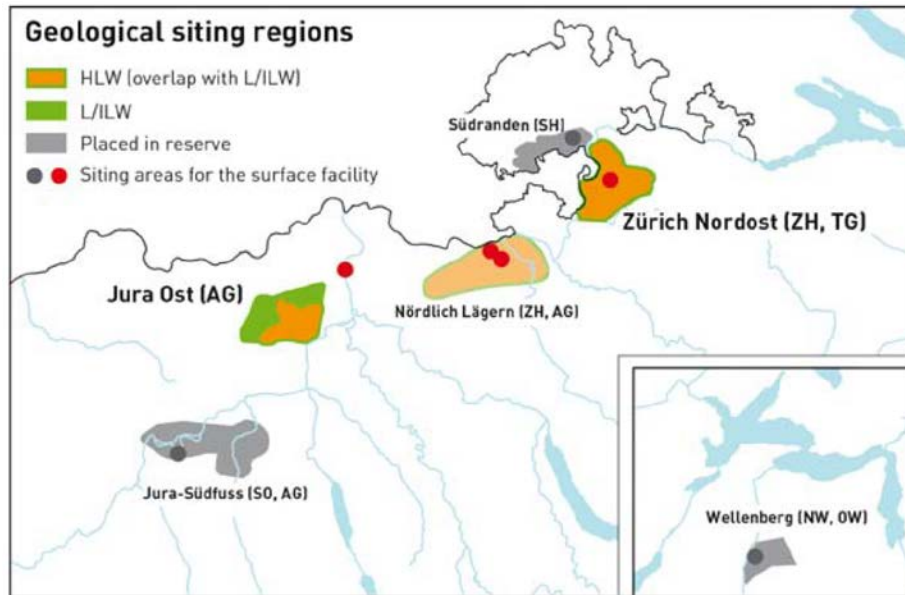 Geological siting regions
HLW (overlap with L/ILW)
L/ILW
Placed in reserve
Siting areas for the surface facility
Südranden (SH)
Zürich Nordost (ZH, TG)
Jura Ost (AG)
Nördlich Lägern (ZH, AG)
Jura-Südfuss (SO, AG)
Wellenberg (NW, OW)